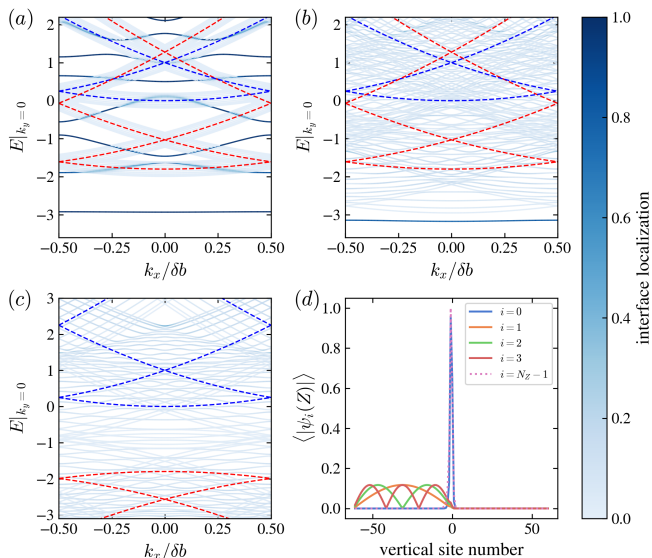 (a)
2
1
0
−1
−2
−3
E|ky=0
−0.50 −0.25 0.00 0.25 0.50
kx/δb
(b)
2
1
0
−1
−2
−3
E|ky=0
−0.50 −0.25 0.00 0.25 0.50
kx/δb
1.0
0.8
0.6
0.4
0.2
0.0
interface localization
(c)
3
2
1
0
−1
−2
−3
E|ky=0
−0.50 −0.25 0.00 0.25 0.50
kx/δb
(d)
1.0
0.8
0.6
0.4
0.2
0.0
⟨|ψi(Z)|⟩
i = 0
i = 1
i = 2
i = 3
i = NZ − 1
−50 0 50
vertical site number